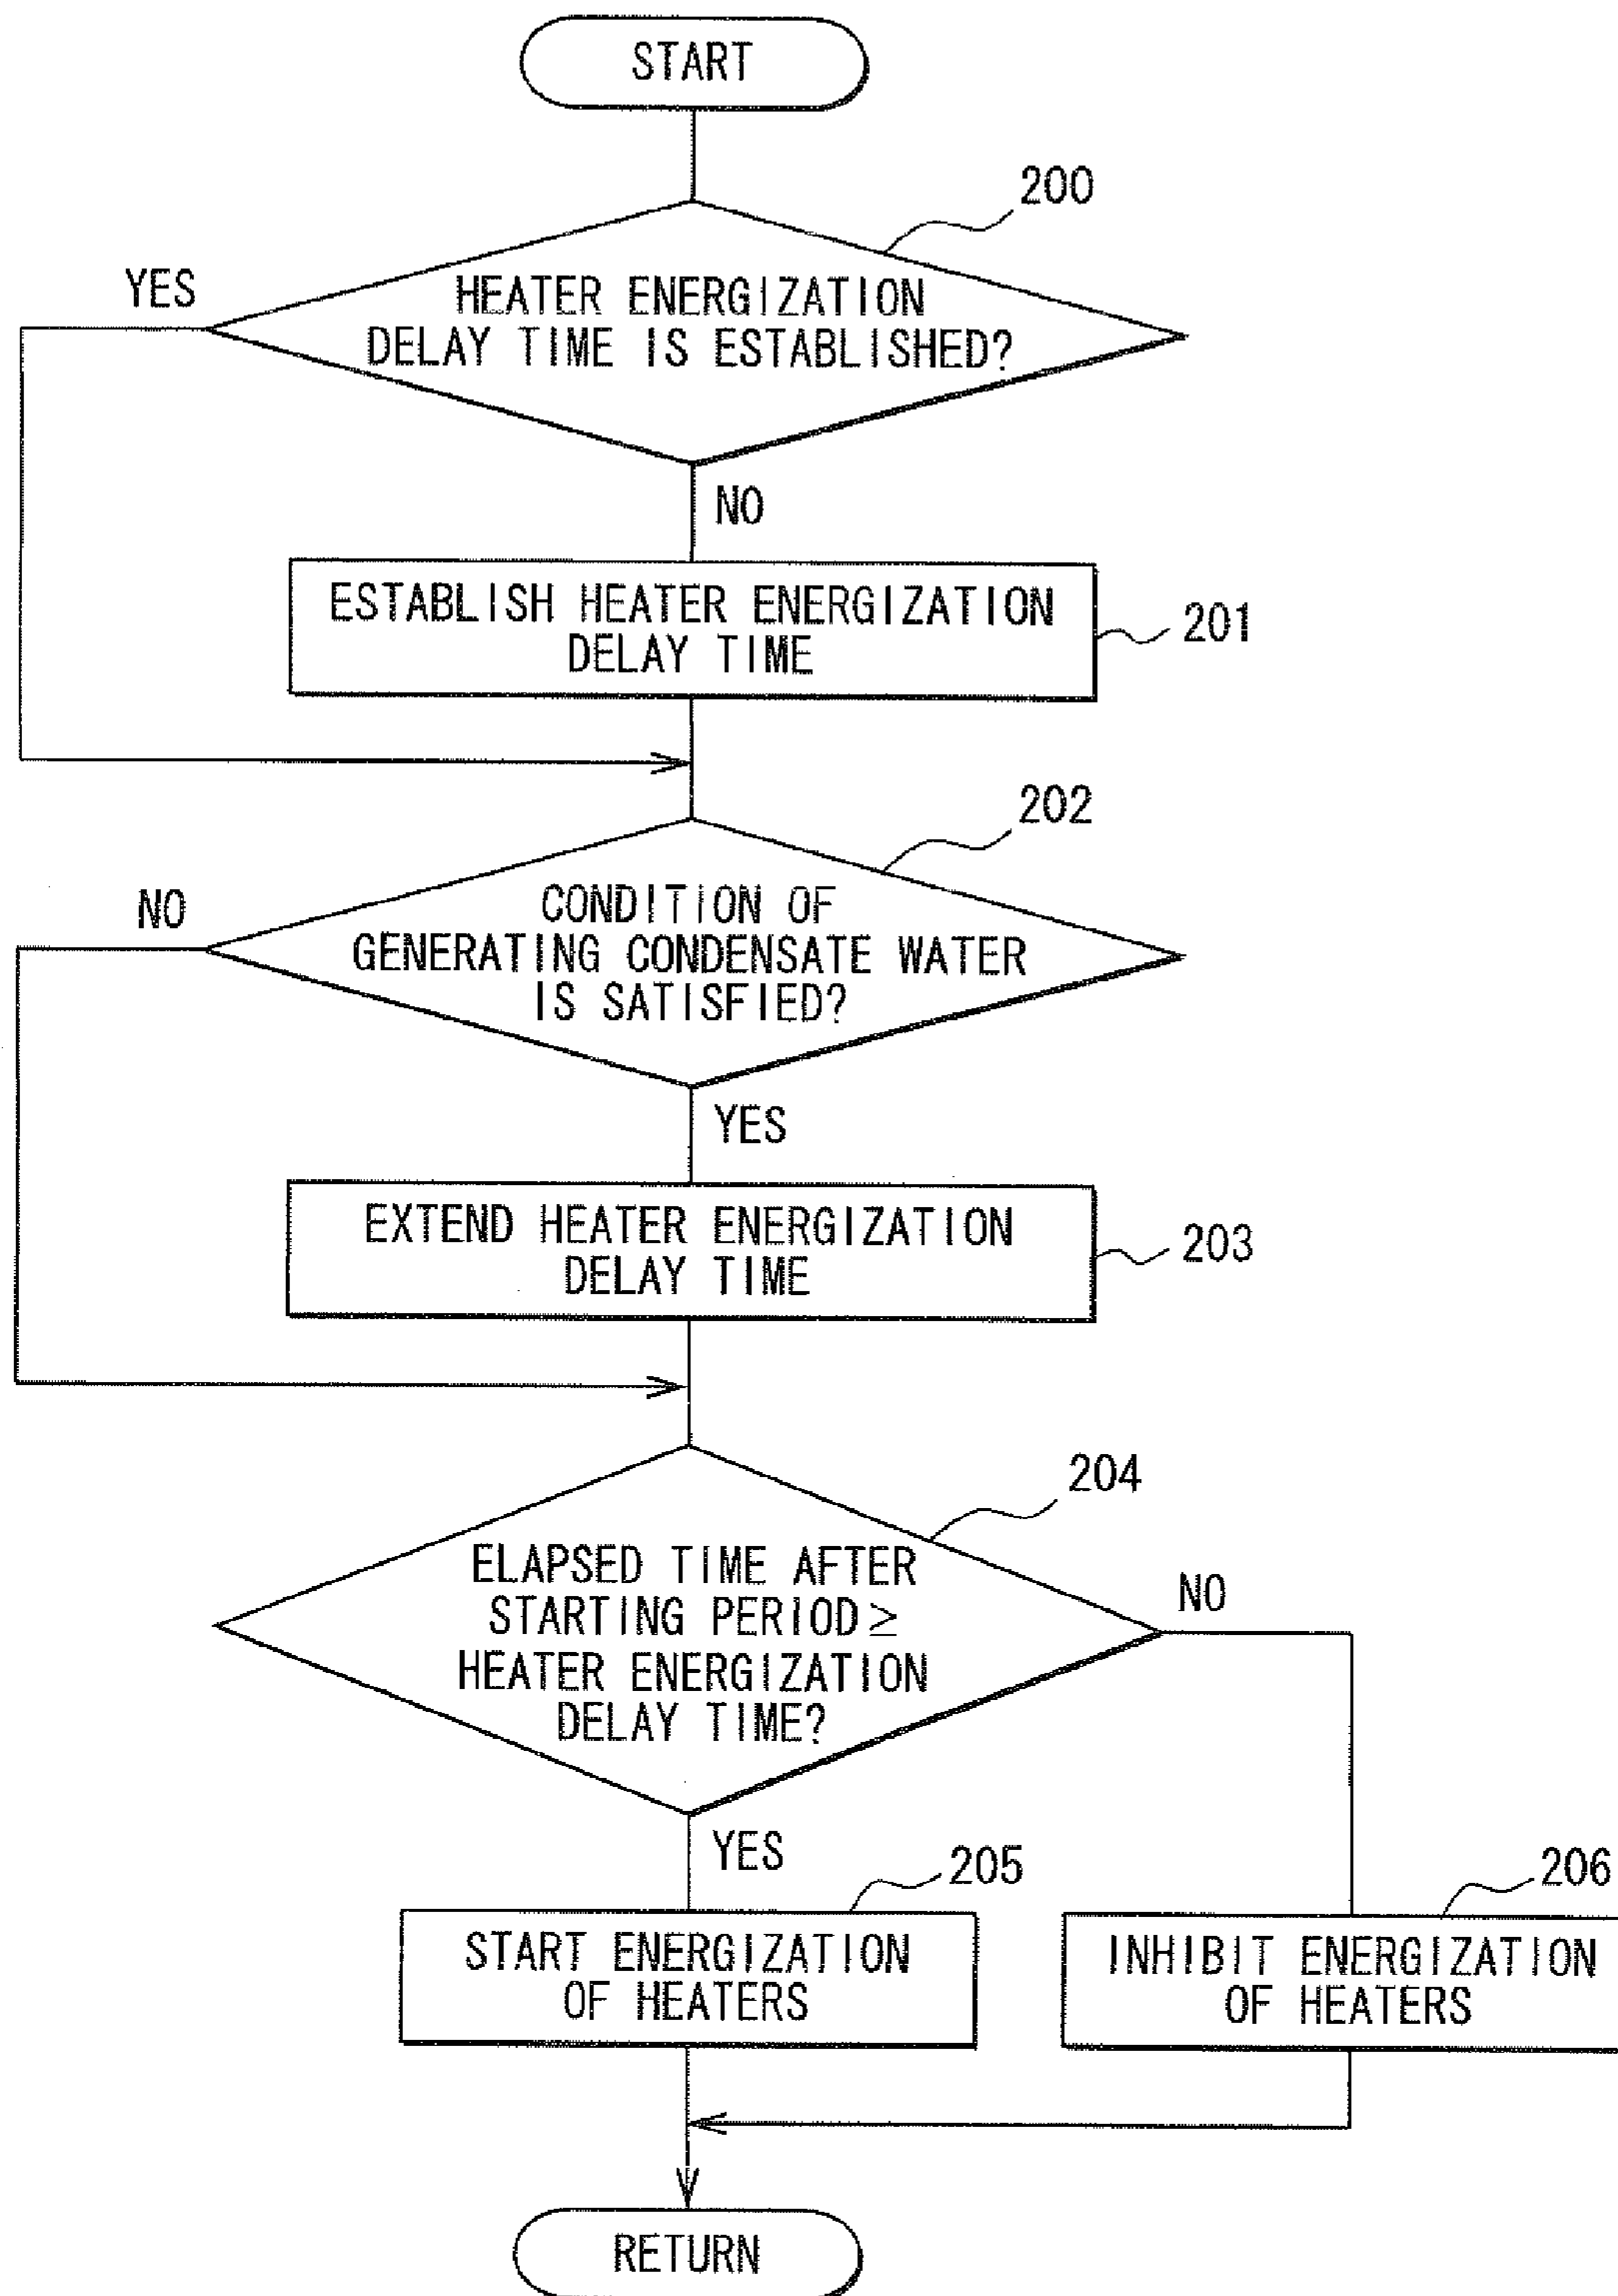 START
200
YES
HEATER ENERGIZATION
DELAY TIME IS ESTABLISHED?
NO
ESTABLISH HEATER ENERGIZATION
DELAY TIME
201
202
NO
CONDITION OF
GENERATING CONDENSATE WATER
IS SATISFIED?
YES
EXTEND HEATER ENERGIZATION
DELAY TIME
203
204
ELAPSED TIME AFTER
STARTING PERIOD ≥
HEATER ENERGIZATION
DELAY TIME?
NO
YES
205
206
START ENERGIZATION
OF HEATERS
INHIBIT ENERGIZATION
OF HEATERS
RETURN